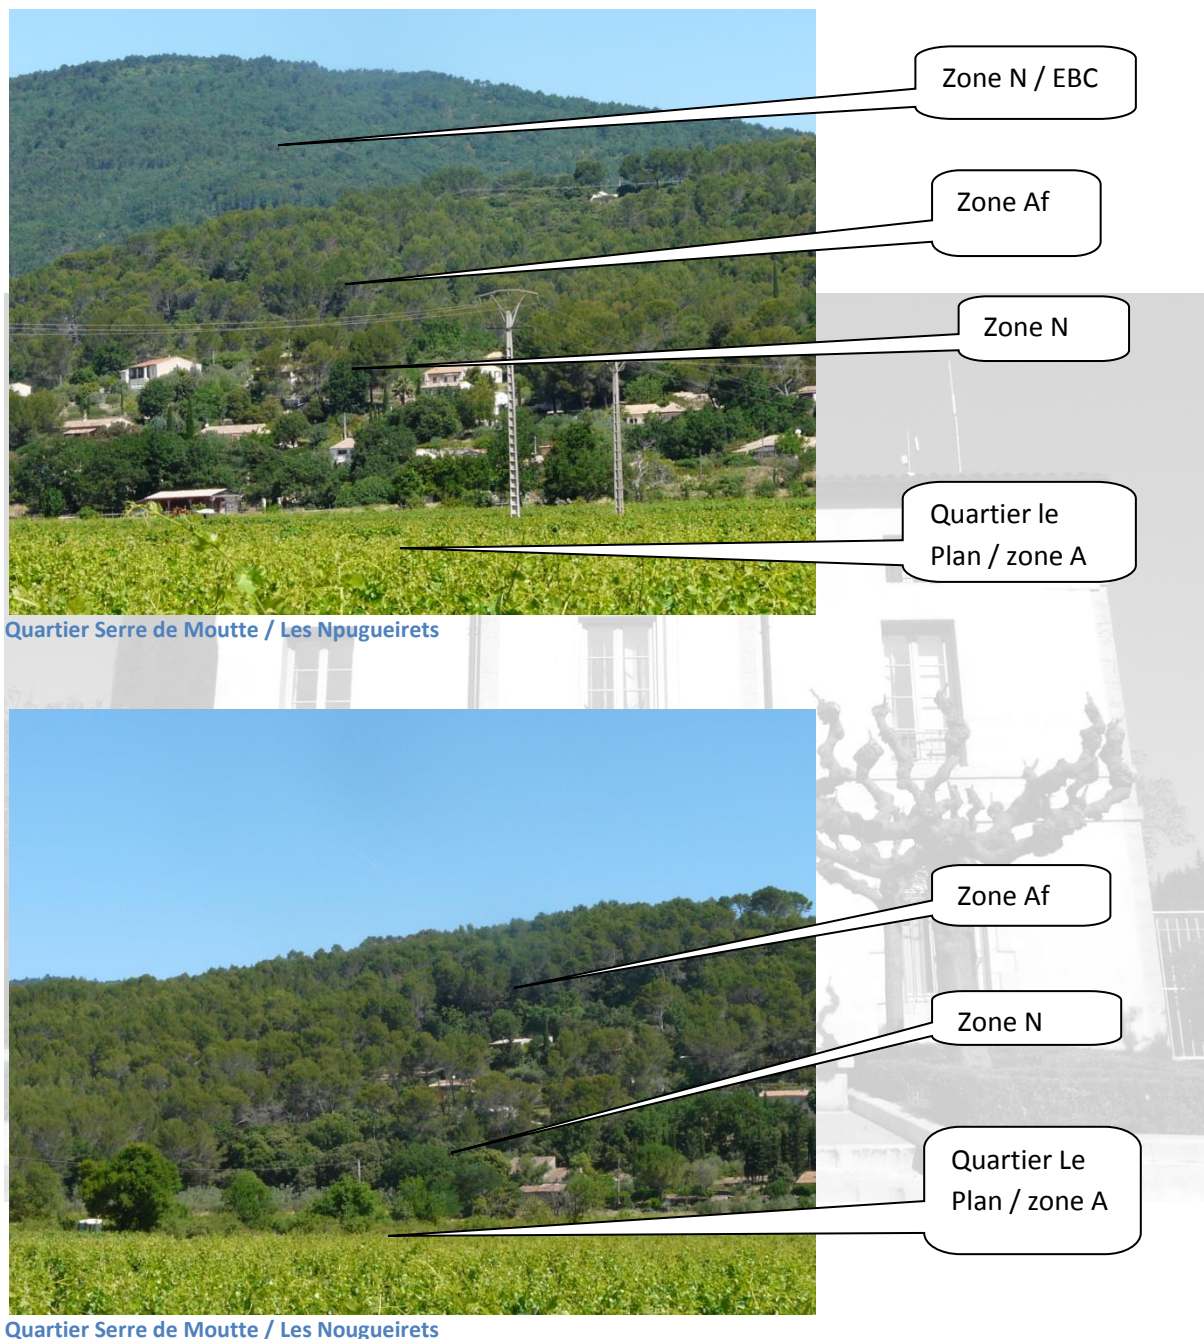 Zone N / EBC
Zone Af
Zone N
Quartier le
Plan / zone A
Quartier Serre de Moutte / Les Npugueirets
Zone Af
Zone N
Quartier Le
Plan / zone A
Quartier Serre de Moutte / Les Nougueirets